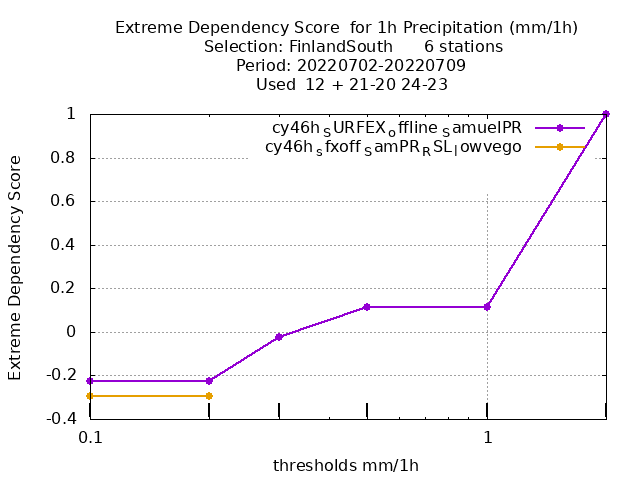 Extreme Dependency Score  for 1h Precipitation (mm/1h)
Selection: FinlandSouth      6 stations
Period: 20220702-20220709
Used  12 + 21-20 24-23
cy46h_SURFEX_offline_SamuelPR
cy46h_sfxoff_SamPR_RSL_lowvego
1
0.8
0.6
0.4
0.2
0
-0.2
-0.4
Extreme Dependency Score
0.1
1
thresholds mm/1h